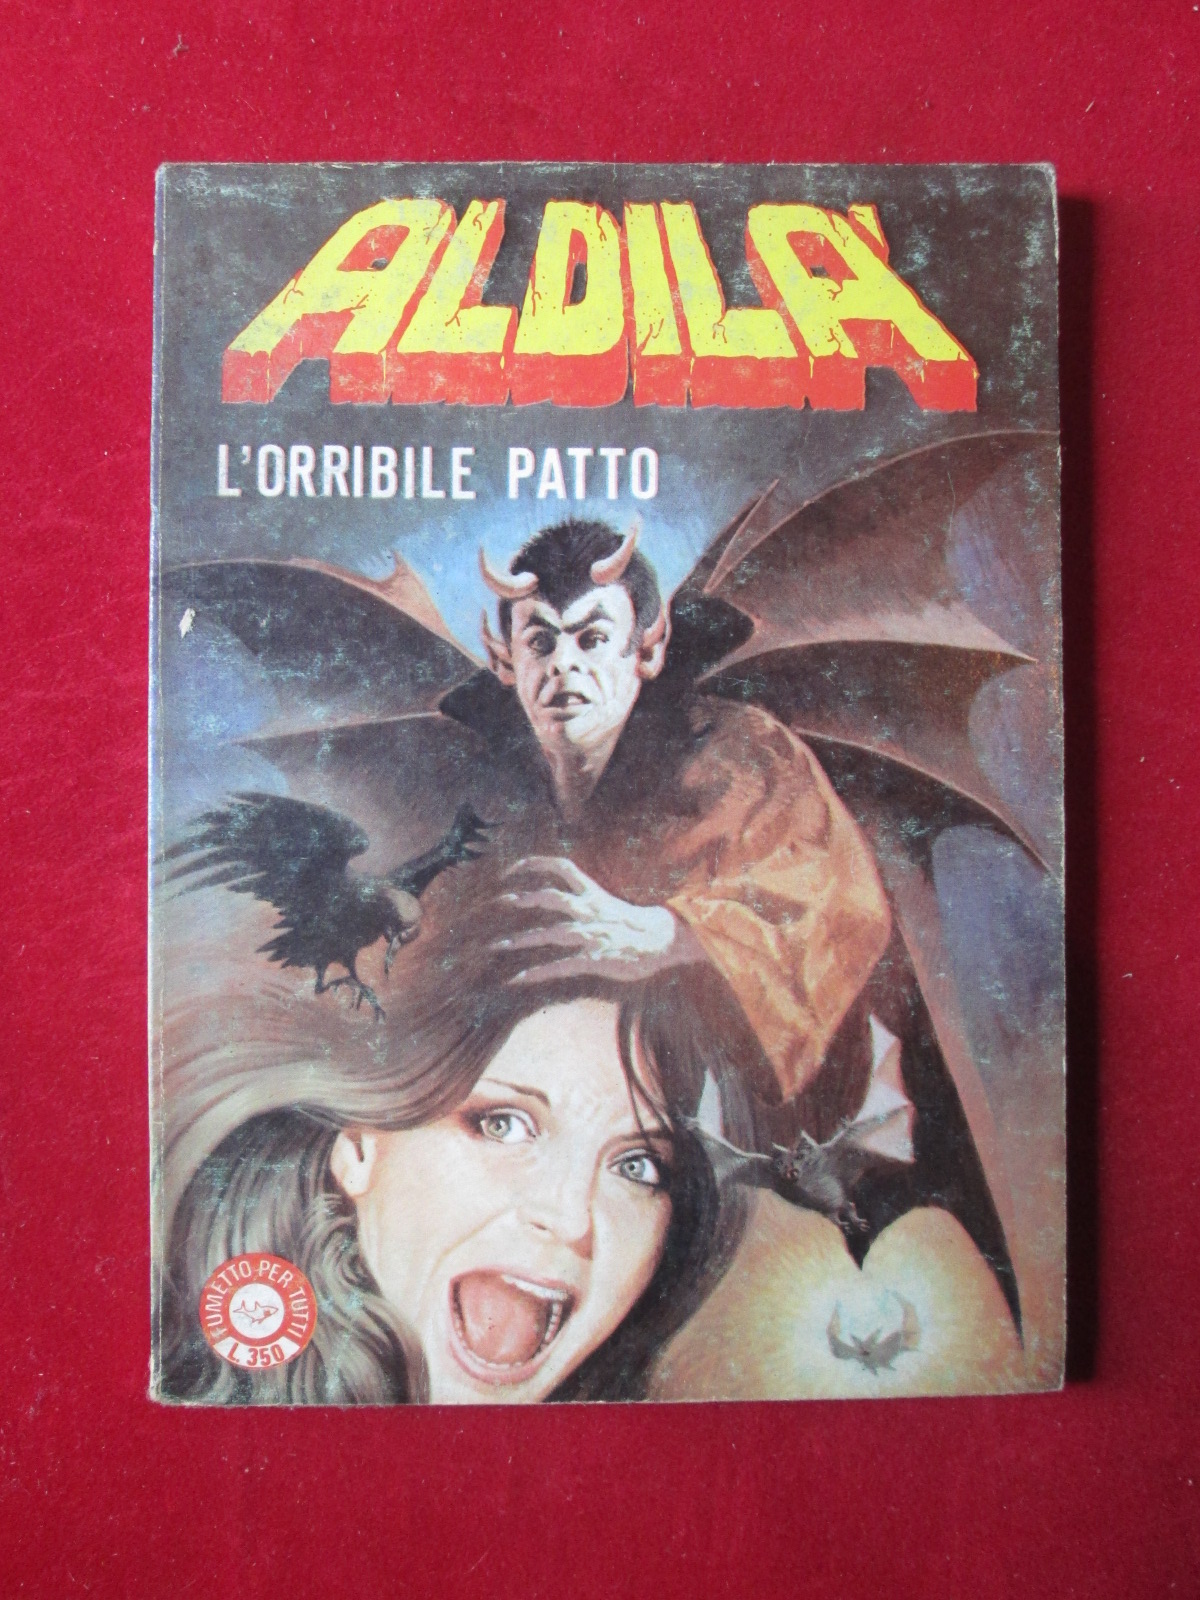 ALDILA'
L'ORRIBILE PATTO
FUMETTO PER TUTTI
L. 350